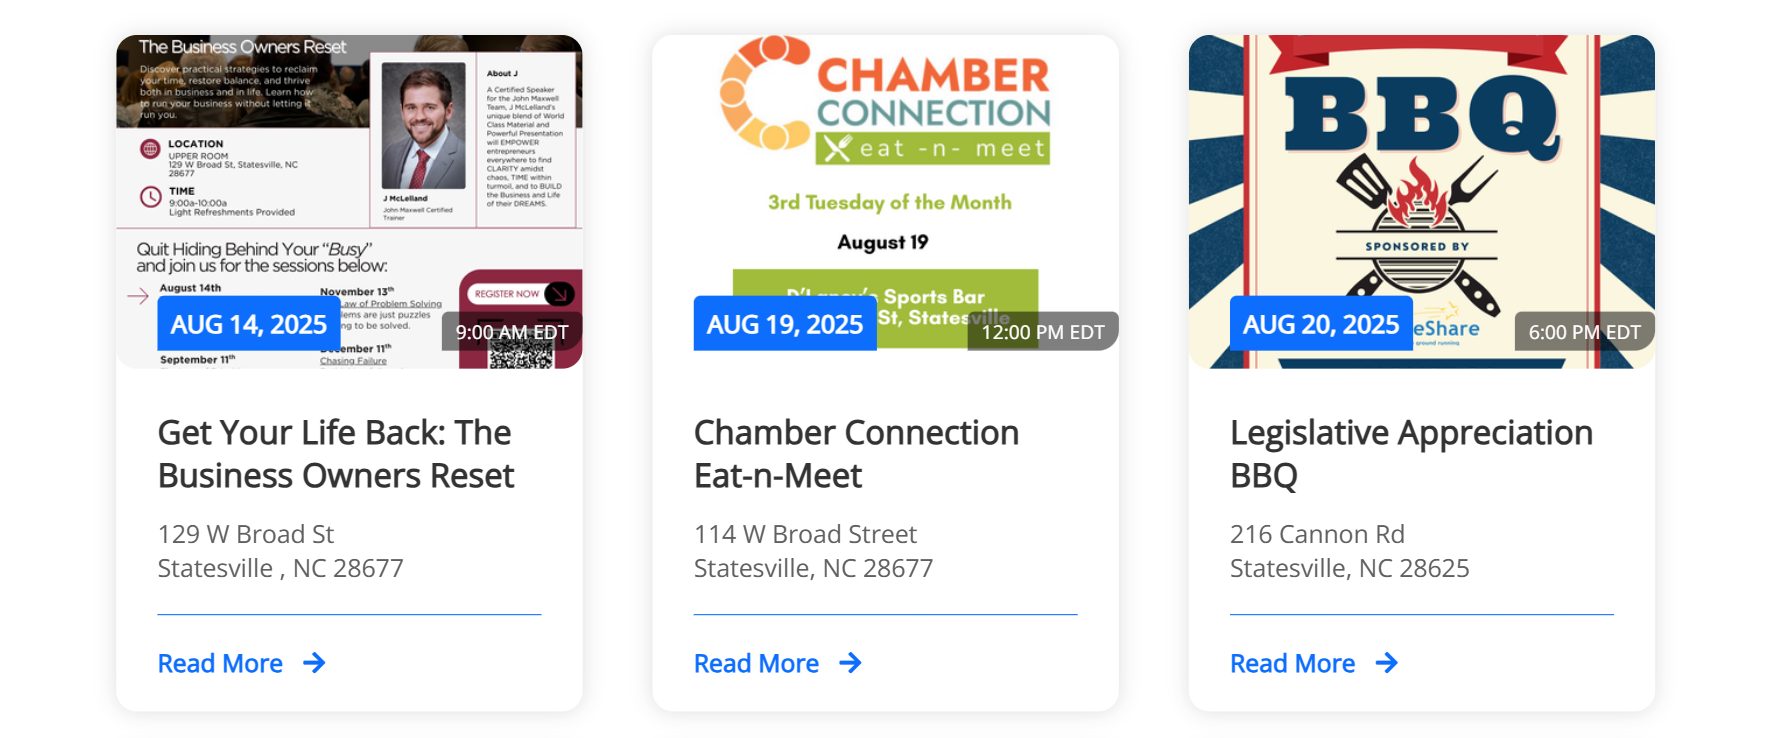 The Business Owners Reset
Discover practical strategies to reclaim
your time, restore balance, and thrive
both in business and in life. Learn how
to run your business without letting it
run you.
LOCATION
UPPER ROOM
129 W Broad St, Statesville, NC
28677
TIME
9:00a-10:00a
Light Refreshments Provided
J McLelland
John Maxwell Certified
Trainer
About J
A Certified Speaker
for the John Maxwell
Team, J McLelland's
unique blend of World
Class Material and
Powerful Presentation
will EMPOWER
entrepreneurs
everywhere to find
CLARITY amidst
chaos, TIME within
turmoil, and to BUILD
the Business and Life
of their DREAMS.
Quit Hiding Behind Your “Busy”
and join us for the sessions below:
August 14th
September 11th
November 13th
Law of Problem Solving
are just puzzles
to be solved.
11th
Chasing Failure
REGISTER NOW
AUG 14, 2025
9:00 AM EDT
Get Your Life Back: The
Business Owners Reset
129 W Broad St
Statesville , NC 28677
Read More
CHAMBER
CONNECTION
eat -n- meet
3rd Tuesday of the Month
August 19
Sports Bar
St, Statesville
AUG 19, 2025
12:00 PM EDT
Chamber Connection
Eat-n-Meet
114 W Broad Street
Statesville, NC 28677
Read More
BBQ
SPONSORED BY
eShare
ground running
AUG 20, 2025
6:00 PM EDT
Legislative Appreciation
BBQ
216 Cannon Rd
Statesville, NC 28625
Read More